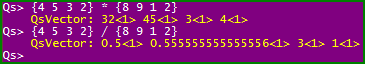 Qs> {4 5 3 2} * {8 9 1 2}
QsVector: 32<1> 45<1> 3<1> 4<1>
Qs> {4 5 3 2} / {8 9 1 2}
QsVector: 0.5<1> 0.555555555555556<1> 3<1> 1<1>
Qs>